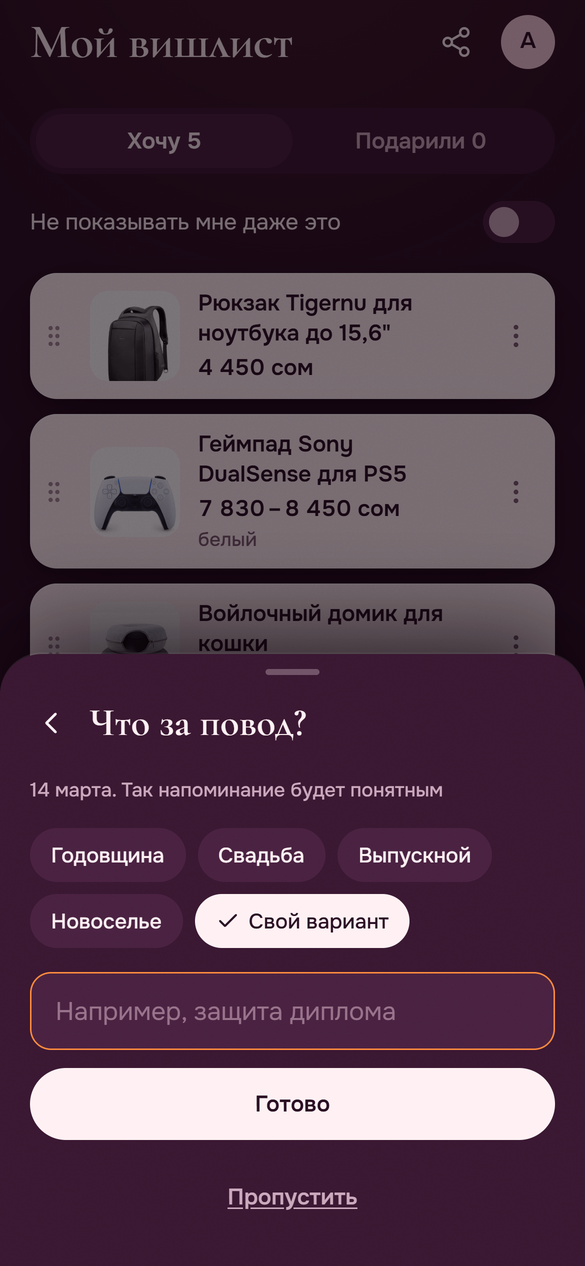 Мой вишлист
А
Хочу 5
Подарили 0
Не показывать мне даже это
Рюкзак Tigernu для
ноутбука до 15,6"
4 450 сом
Геймпад Sony
DualSense для PS5
7 830 – 8 450 сом
белый
Войлочный домик для
кошки
Что за повод?
14 марта. Так напоминание будет понятным
Годовщина
Свадьба
Выпускной
Новоселье
Свой вариант
Например, защита диплома
Готово
Пропустить